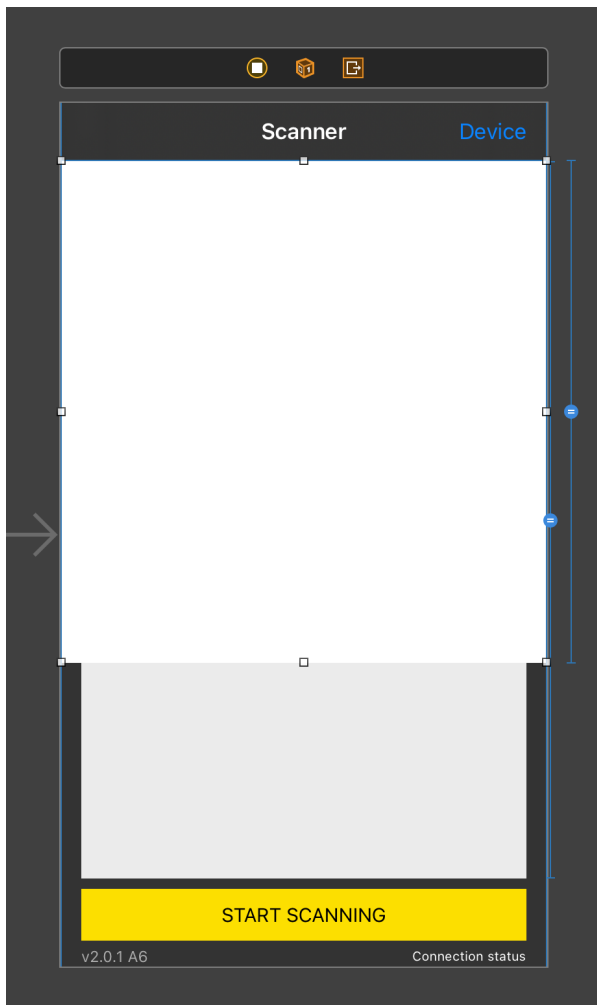 Scanner
Device
START SCANNING
v2.0.1 A6
Connection status